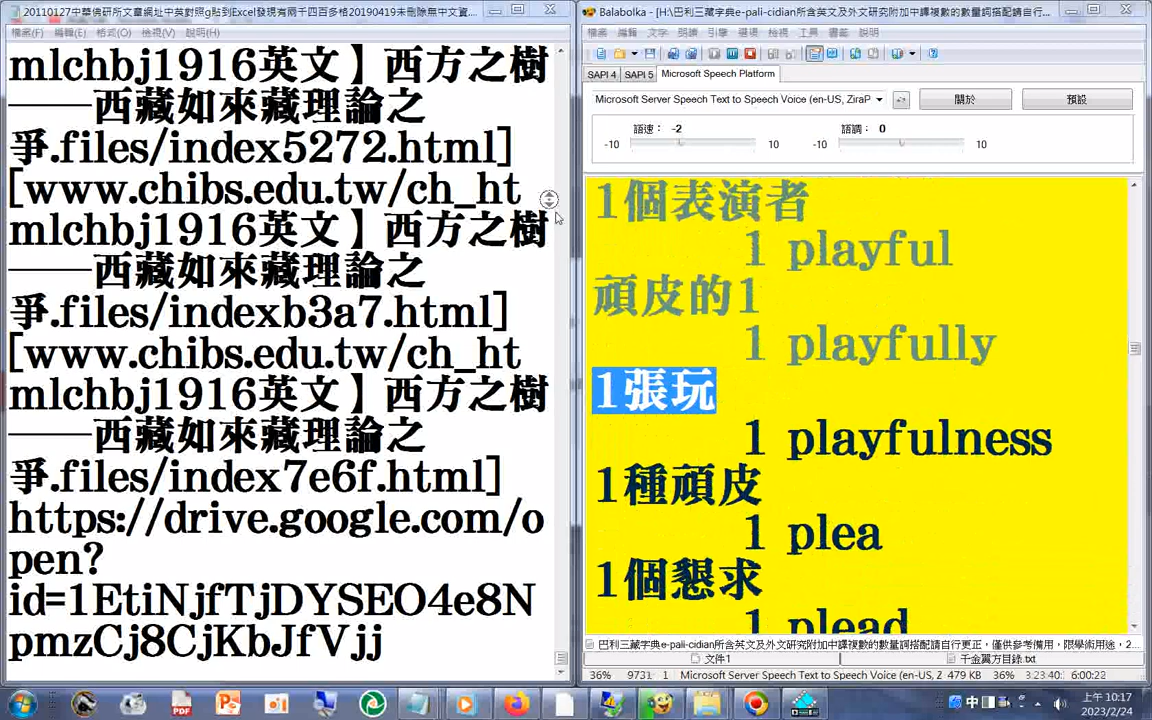 20110127中華佛研所文章網址中英對照g點到Excel發現有兩千四百多格20190419未刪除無中文資...
檔案(F) 編輯(E) 格式(O) 檢視(V) 說明(H)
mlchbj1916英文】西方之樹
——西藏如來藏理論之
爭.files/index5272.html]
[www.chibs.edu.tw/ch_ht
mlchbj1916英文】西方之樹
——西藏如來藏理論之
爭.files/indexb3a7.html]
[www.chibs.edu.tw/ch_ht
mlchbj1916英文】西方之樹
——西藏如來藏理論之
爭.files/index7e6f.html]
https://drive.google.com/o
pen?
id=1EtiNjfTjDYSEO4e8N
pmzCj8CjKbJfVjj
Balabolka - [H:\巴利三藏字典e-pali-cidian所含英文及外文研究附加中譯複數的數量詞搭配請自行...
檔案 編輯 文字 朗讀 引擎 選項 檢視 工具 書籤 說明
SAPI 4 SAPI 5 Microsoft Speech Platform
Microsoft Server Speech Text to Speech Voice (en-US, ZiraP
關於
預設
語速： -2 語調： 0
-10 10 -10 10
1個表演者
1 playful
頑皮的1
1 playfully
1張玩
1 playfulness
1種頑皮
1 plea
1個懇求
1 plead
巴利三藏字典e-pali-cidian所含英文及外文研究附加中譯複數的數量詞搭配請自行更正，僅供參考備用，限學術用途，2...
文件1 千金翼方目錄.txt
36% 9731: 1 Microsoft Server Speech Text to Speech Voice (en-US, Z... 479 KB 36% 3:23:40 6:00:22
上午 10:17
2023/2/24